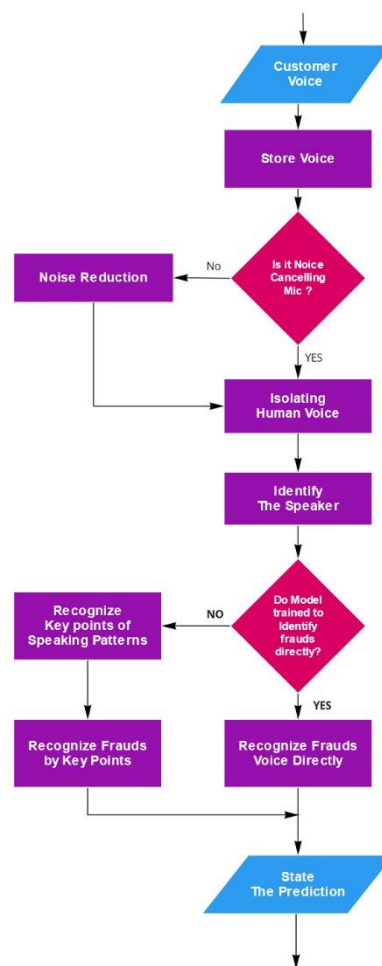 Customer
Voice
Store Voice
Is it Noice
Cancelling
Mic ?
No
Noise Reduction
YES
Isolating
Human Voice
Identify
The Speaker
Do Model
trained to
Identify
frauds
directly?
NO
Recognize
Key points of
Speaking Patterns
YES
Recognize Frauds
by Key Points
Recognize Frauds
Voice Directly
State
The Prediction